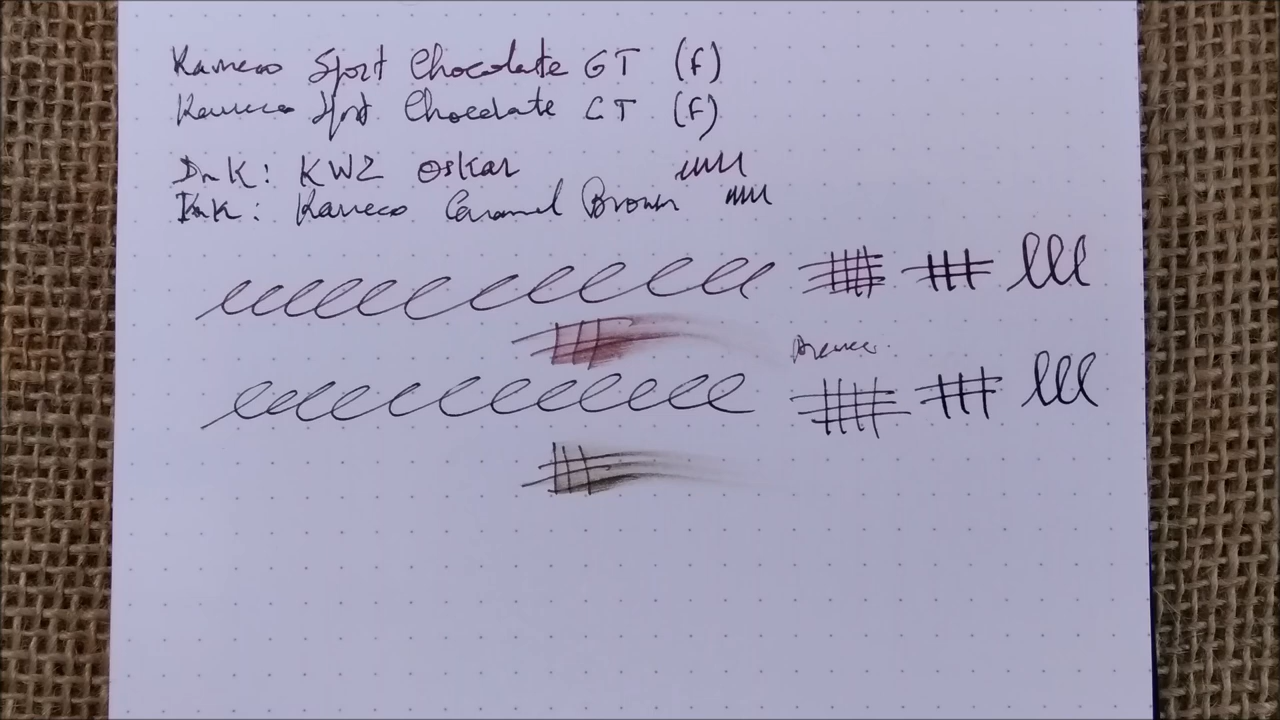 Kaweco Sport Chocolate GT (F)
Kaweco Sport Chocolate CT (F)
Ink: KWZ Oskar
Ink: Kaweco Caramel Brown